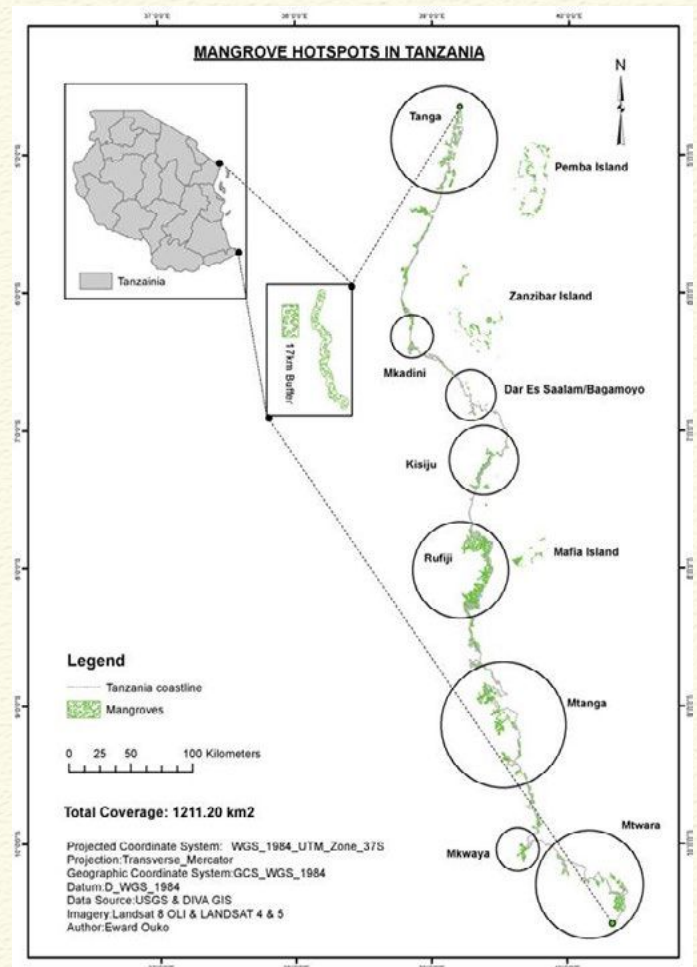 MANGROVE HOTSPOTS IN TANZANIA
N
Tanga
Pemba Island
Tanzainia
Zanzibar Island
17km Buffer
Mkadini
Dar Es Saalam/Bagamoyo
Kisiju
Rufiji
Mafia Island
Legend
Tanzania coastline
Mangroves
Mtanga
0 25 50 100 Kilometers
Total Coverage: 1211.20 km2
Mtwara
Mkwaya
Projected Coordinate System: WGS_1984_UTM_Zone_37S
Projection:Transverse_Mercator
Geographic Coordinate System:GCS_WGS_1984
Datum:D_WGS_1984
Data Source:USGS & DIVA GIS
Imagery:Landsat 8 OLI & LANDSAT 4 & 5
Author:Eward Ouko